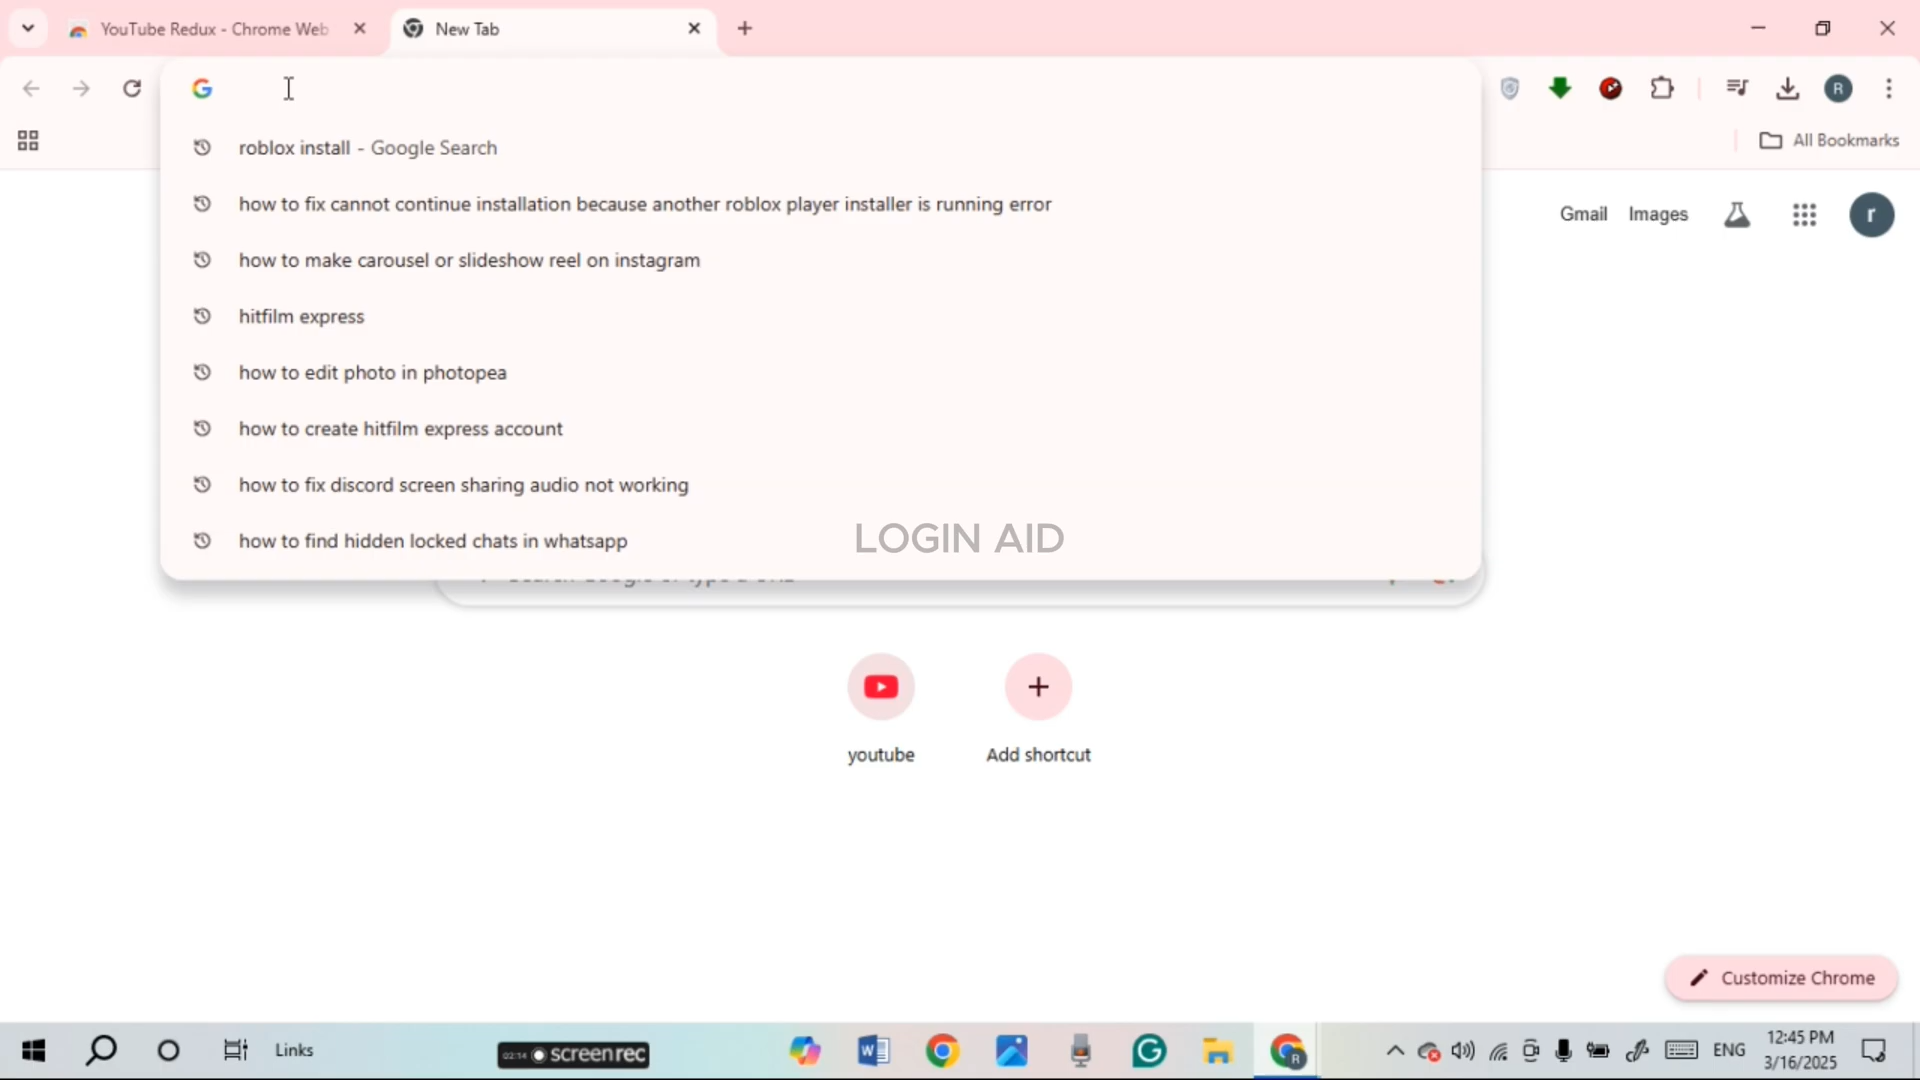 YouTube Redux - Chrome Web
New Tab
roblox install - Google Search
All Bookmarks
how to fix cannot continue installation because another roblox player installer is running error
Gmail
Images
r
R
how to make carousel or slideshow reel on instagram
hitfilm express
how to edit photo in photopea
how to create hitfilm express account
how to fix discord screen sharing audio not working
how to find hidden locked chats in whatsapp
LOGIN AID
youtube
Add shortcut
Customize Chrome
Links
02:14 screenrec
ENG
12:45 PM
3/16/2025